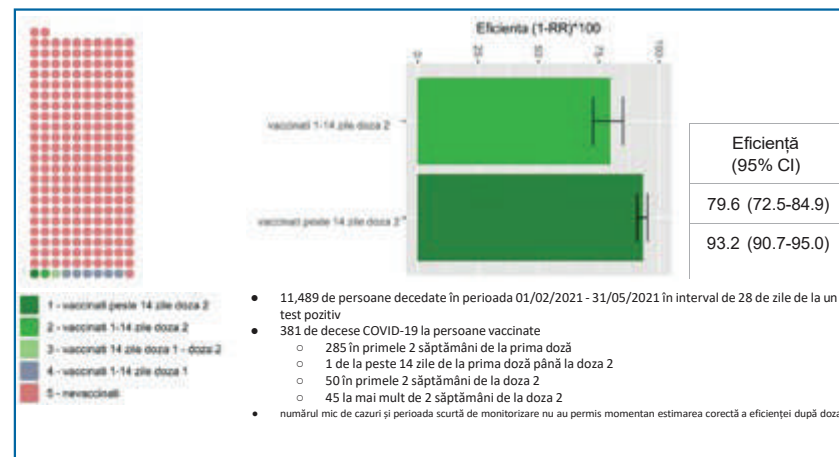 Eficienta (1-RR)*100
0-
25-
50-
75-
100-
vaccinati 1-14 zile doza 2
vaccinati peste 14 zile doza 2
Eficiență
(95% CI)
79.6 (72.5-84.9)
93.2 (90.7-95.0)
1 - vaccinati peste 14 zile doza 2
2 - vaccinati 1-14 zile doza 2
3 - vaccinati 14 zile doza 1 - doza 2
4 - vaccinati 1-14 zile doza 1
5 - nevaccinati
● 11,489 de persoane decedate în perioada 01/02/2021 - 31/05/2021 în interval de 28 de zile de la un
test pozitiv
● 381 de decese COVID-19 la persoane vaccinate
○ 285 în primele 2 săptămâni de la prima doză
○ 1 de la peste 14 zile de la prima doză până la doza 2
○ 50 în primele 2 săptămâni de la doza 2
○ 45 la mai mult de 2 săptămâni de la doza 2
● numărul mic de cazuri și perioada scurtă de monitorizare nu au permis momentan estimarea corectă a eficienței după doza